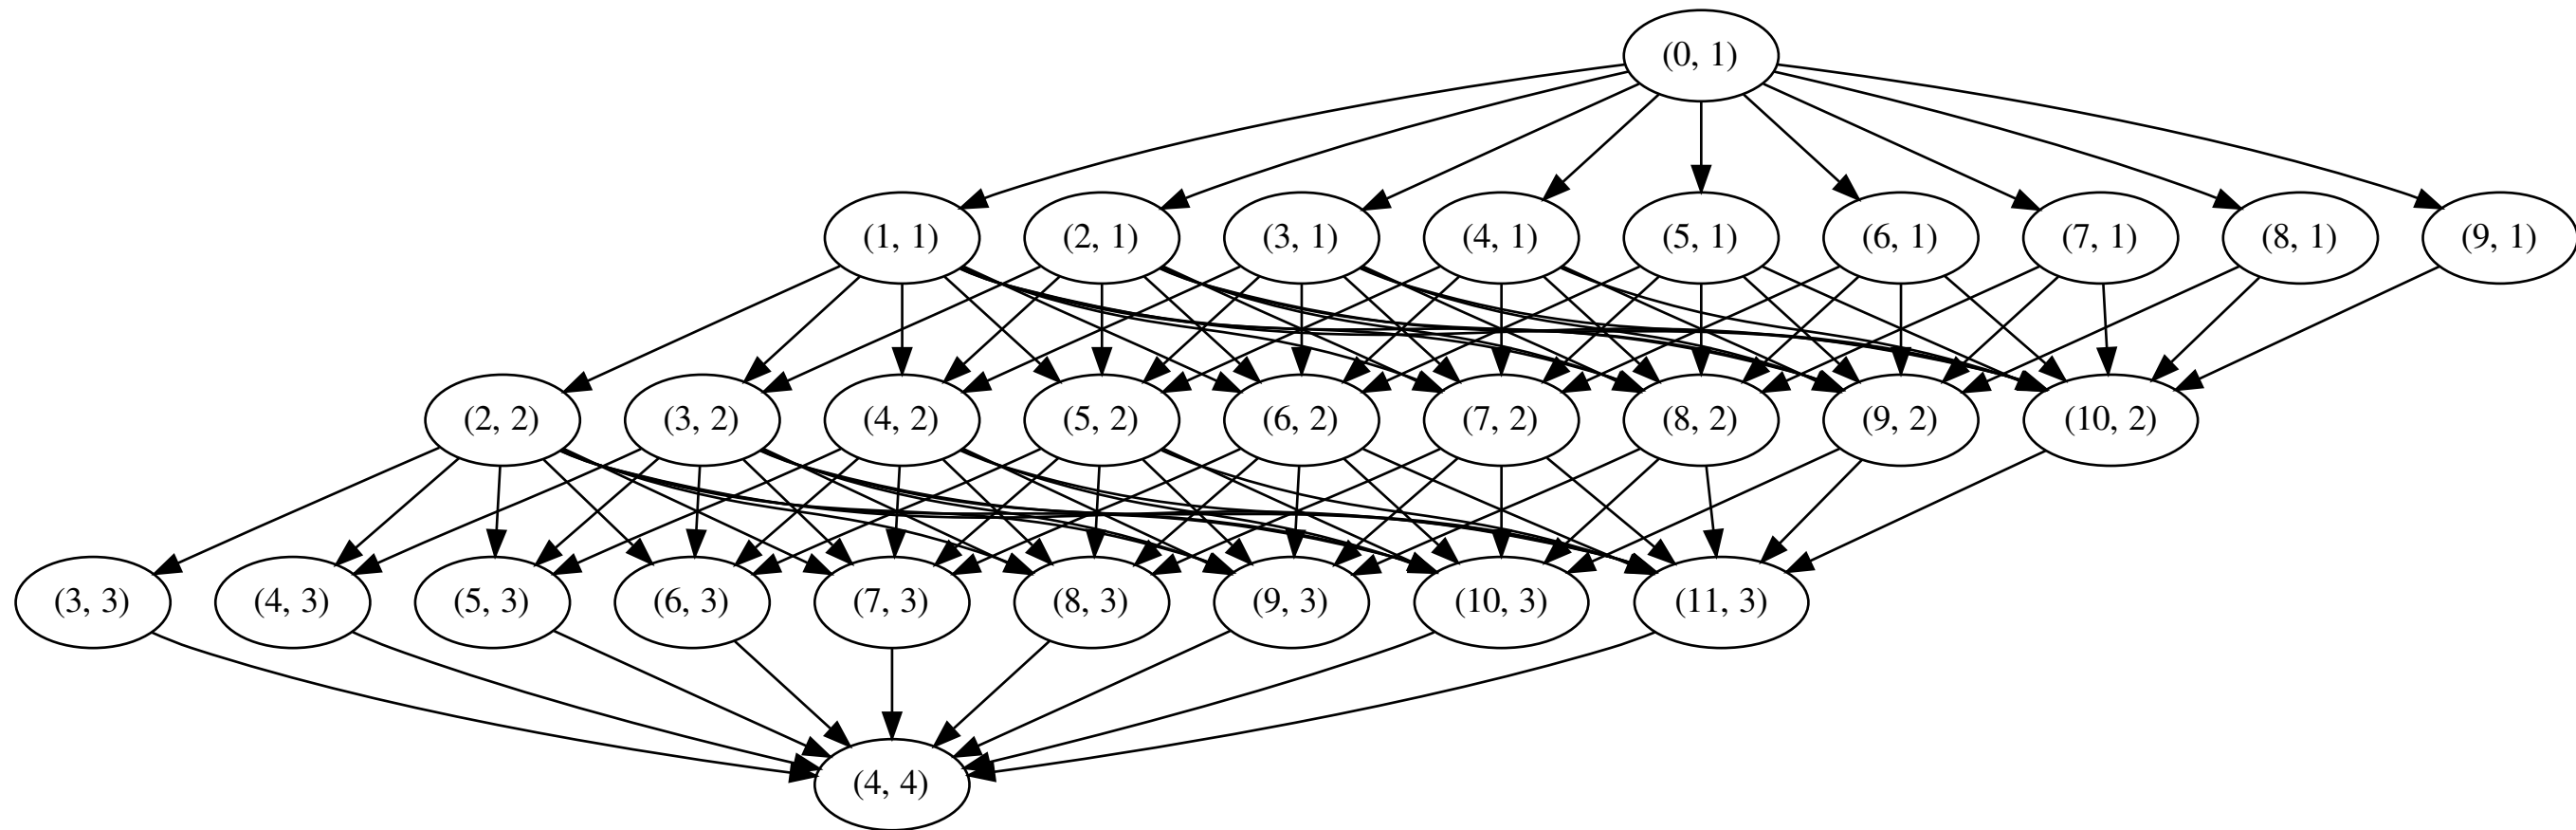 (0, 1)
(1, 1) (2, 1) (3, 1) (4, 1) (5, 1) (6, 1) (7, 1) (8, 1) (9, 1)
(2, 2) (3, 2) (4, 2) (5, 2) (6, 2) (7, 2) (8, 2) (9, 2) (10, 2)
(3, 3) (4, 3) (5, 3) (6, 3) (7, 3) (8, 3) (9, 3) (10, 3) (11, 3)
(4, 4)